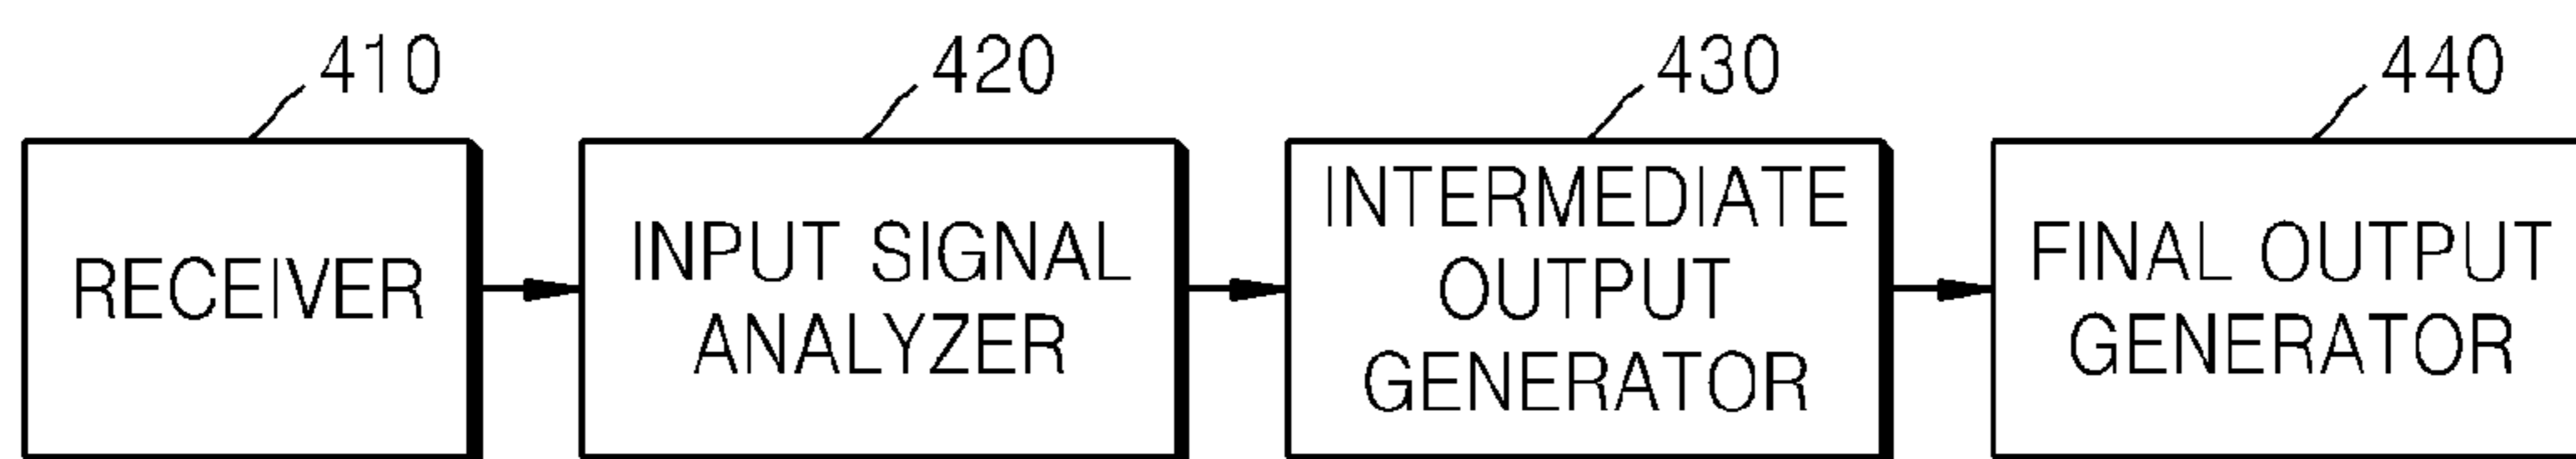 410
420
430
440
RECEIVER
INPUT SIGNAL
ANALYZER
INTERMEDIATE
OUTPUT
GENERATOR
FINAL OUTPUT
GENERATOR